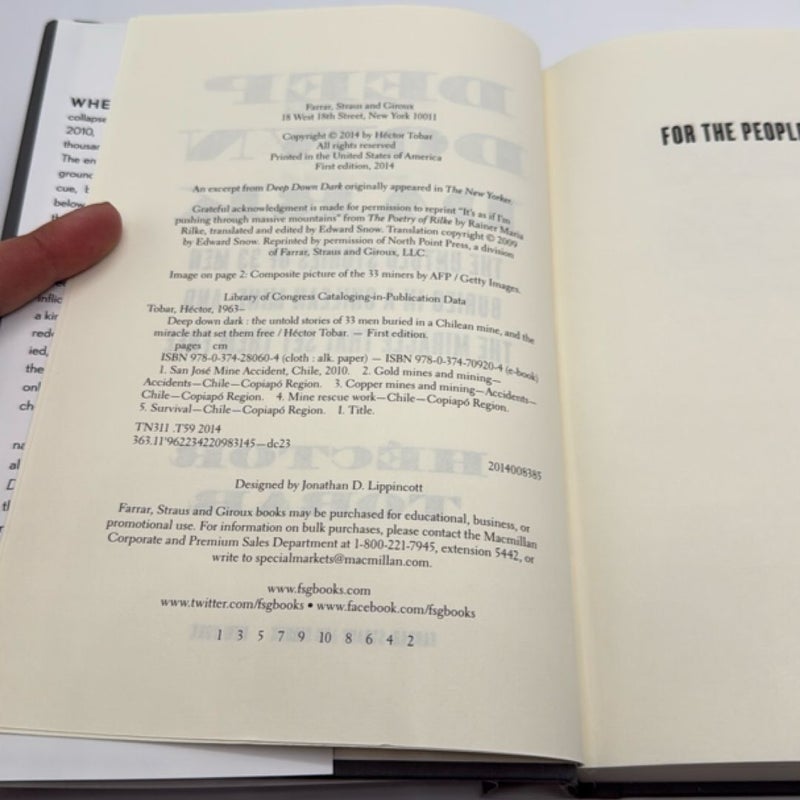 WHE
collapse
2010,
thousan
The en
ground
cue, b
below
Farrar, Straus and Giroux
18 West 18th Street, New York 10011
Copyright © 2014 by Héctor Tobar
All rights reserved
Printed in the United States of America
First edition, 2014
An excerpt from Deep Down Dark originally appeared in The New Yorker.
Grateful acknowledgment is made for permission to reprint "It's as if I'm
pushing through massive mountains" from The Poetry of Rilke by Rainer Maria
Rilke, translated and edited by Edward Snow. Translation copyright © 2009
by Edward Snow. Reprinted by permission of North Point Press, a division
of Farrar, Straus and Giroux, LLC.
Image on page 2: Composite picture of the 33 miners by AFP / Getty Images.
Library of Congress Cataloging-in-Publication Data
Tobar, Héctor, 1963–
Deep down dark : the untold stories of 33 men buried in a Chilean mine, and the
miracle that set them free / Héctor Tobar. — First edition.
pages cm
ISBN 978-0-374-28060-4 (cloth : alk. paper) — ISBN 978-0-374-70920-4 (e-book)
1. San José Mine Accident, Chile, 2010. 2. Gold mines and mining—
Accidents—Chile—Copiapó Region. 3. Copper mines and mining—Accidents—
Chile—Copiapó Region. 4. Mine rescue work—Chile—Copiapó Region.
5. Survival—Chile—Copiapó Region. I. Title.
TN311 .T59 2014
363.11'962234220983145—dc23
2014008385
Designed by Jonathan D. Lippincott
Farrar, Straus and Giroux books may be purchased for educational, business, or
promotional use. For information on bulk purchases, please contact the Macmillan
Corporate and Premium Sales Department at 1-800-221-7945, extension 5442, or
write to specialmarkets@macmillan.com.
www.fsgbooks.com
www.twitter.com/fsgbooks • www.facebook.com/fsgbooks
1 3 5 7 9 10 8 6 4 2
FOR THE PEOPLE